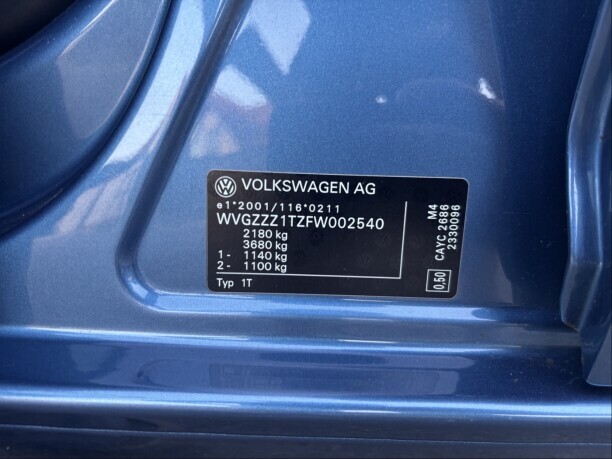 VOLKSWAGEN AG
e1*2001/116*0211
WVGZZZ1TZFW002540
2180 kg
3680 kg
1 - 1140 kg
2 - 1100 kg
Typ 1T
M4
CAYC 2686
2330096
0,50